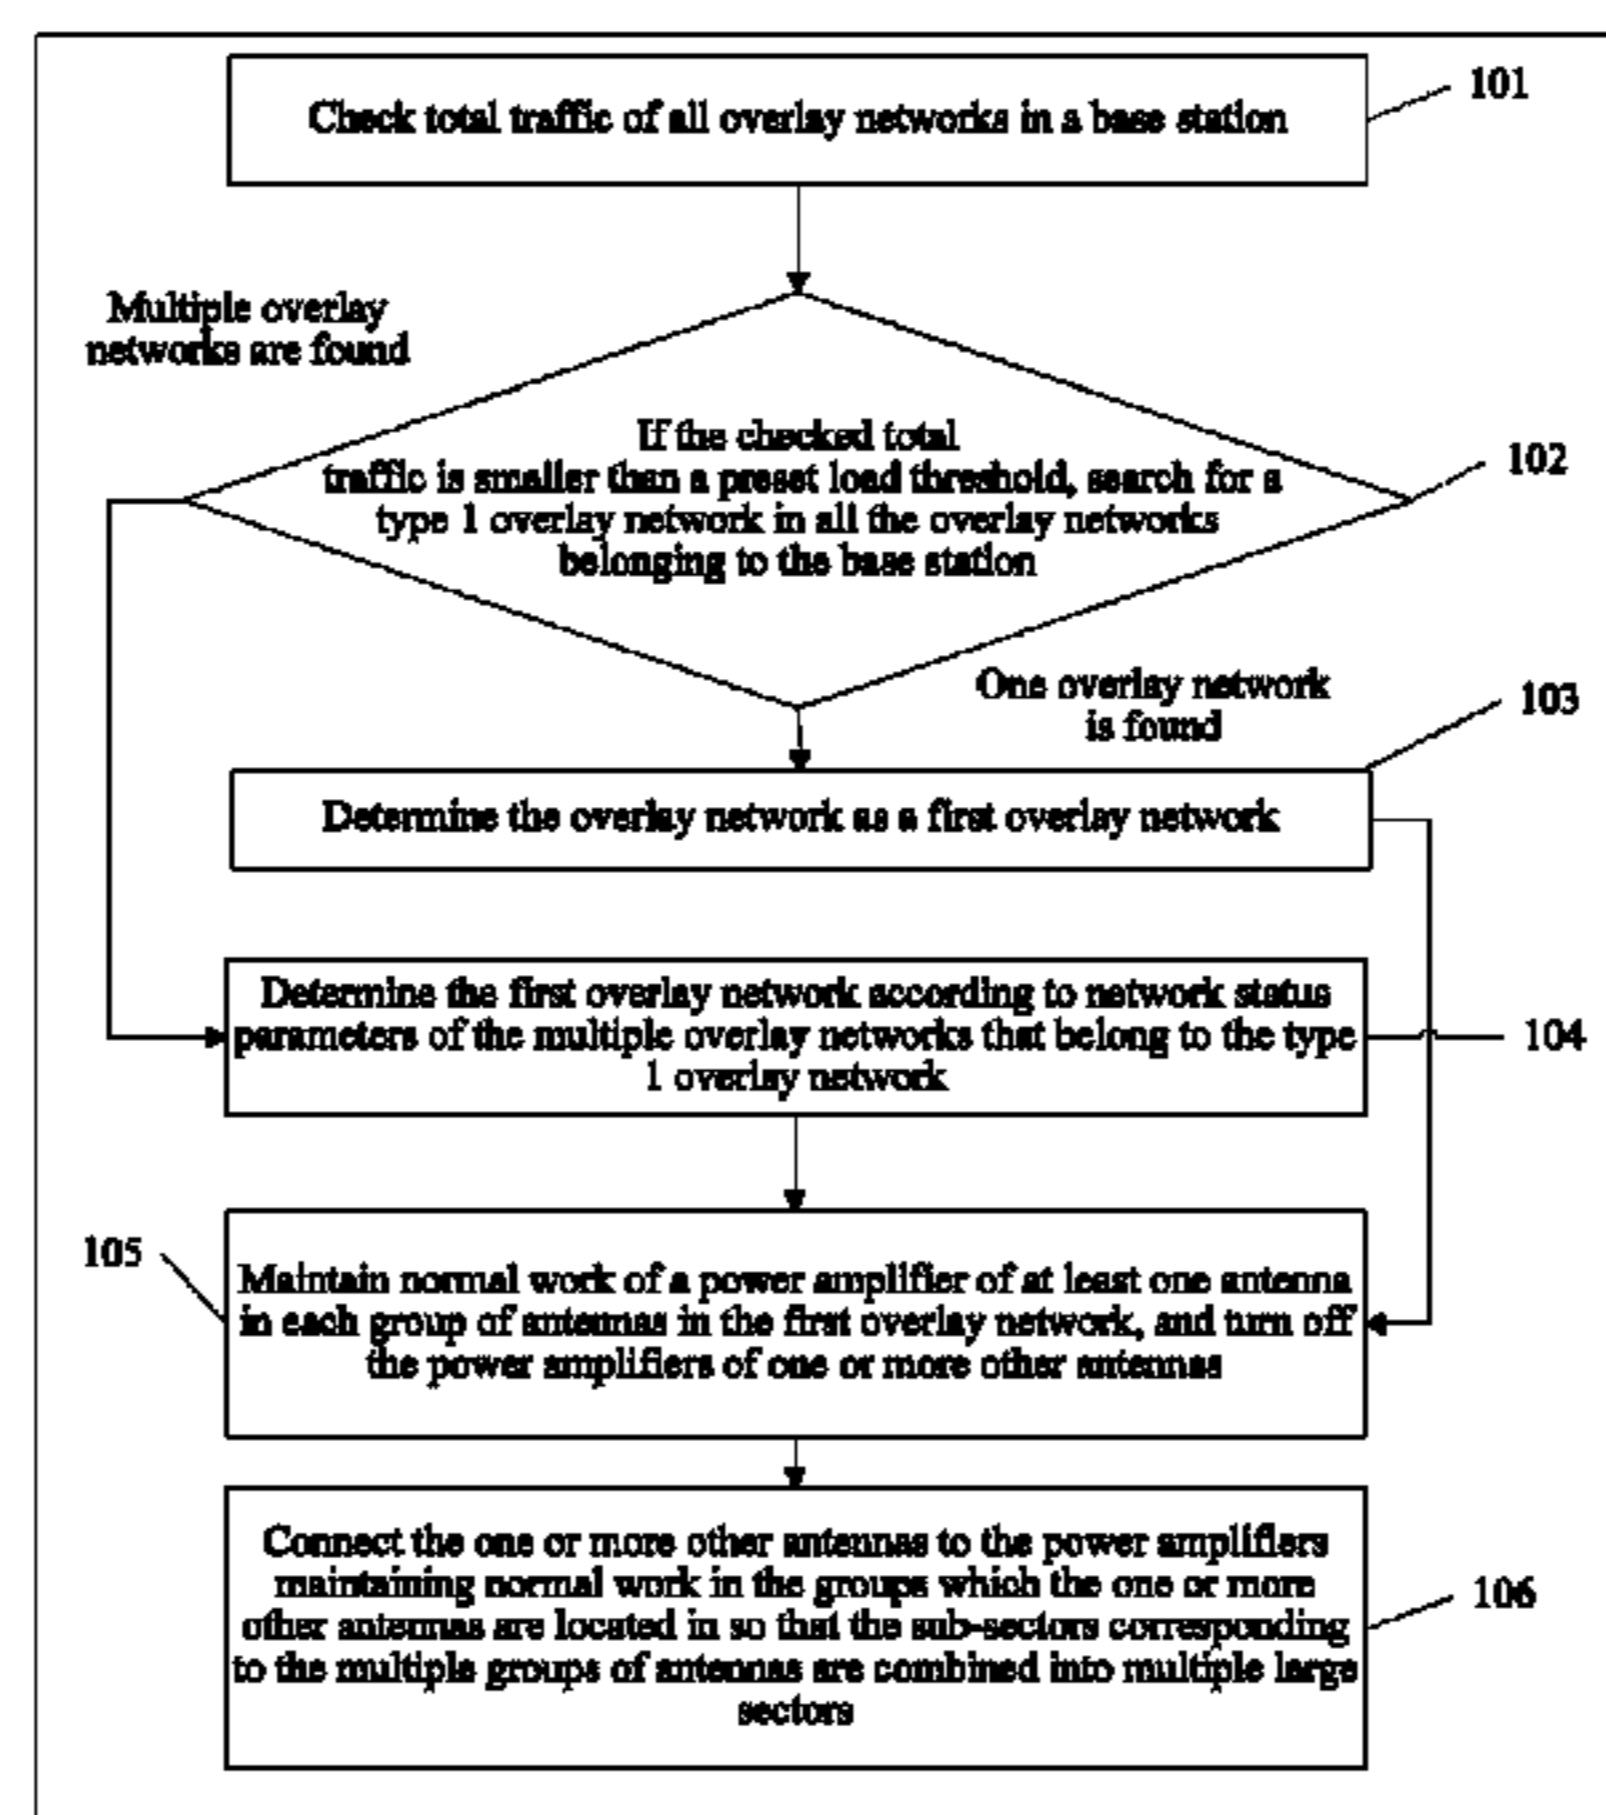 Check total traffic of all overlay networks in a base station
101
Multiple overlay
networks are found
If the checked total
traffic is smaller than a preset load threshold, search for a
type 1 overlay network in all the overlay networks
belonging to the base station
102
One overlay network
is found
103
Determine the overlay network as a first overlay network
Determine the first overlay network according to network status
parameters of the multiple overlay networks that belong to the type
1 overlay network
104
105
Maintain normal work of a power amplifier of at least one antenna
in each group of antennas in the first overlay network, and turn off
the power amplifiers of one or more other antennas
Connect the one or more other antennas to the power amplifiers
maintaining normal work in the groups which the one or more
other antennas are located in so that the sub-sectors corresponding
to the multiple groups of antennas are combined into multiple large
sectors
106